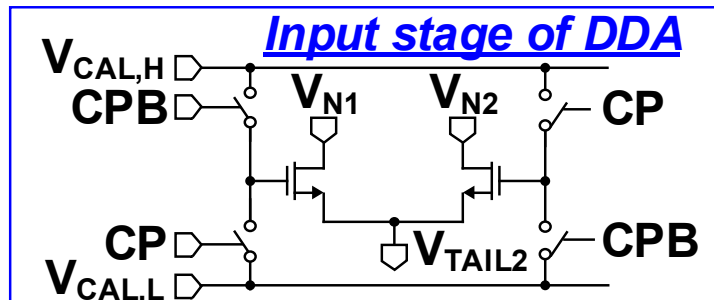 Input stage of DDA
VCAL,H
CPB
VN1
VN2
CP
CP
VTAIL2
CPB
VCAL,L